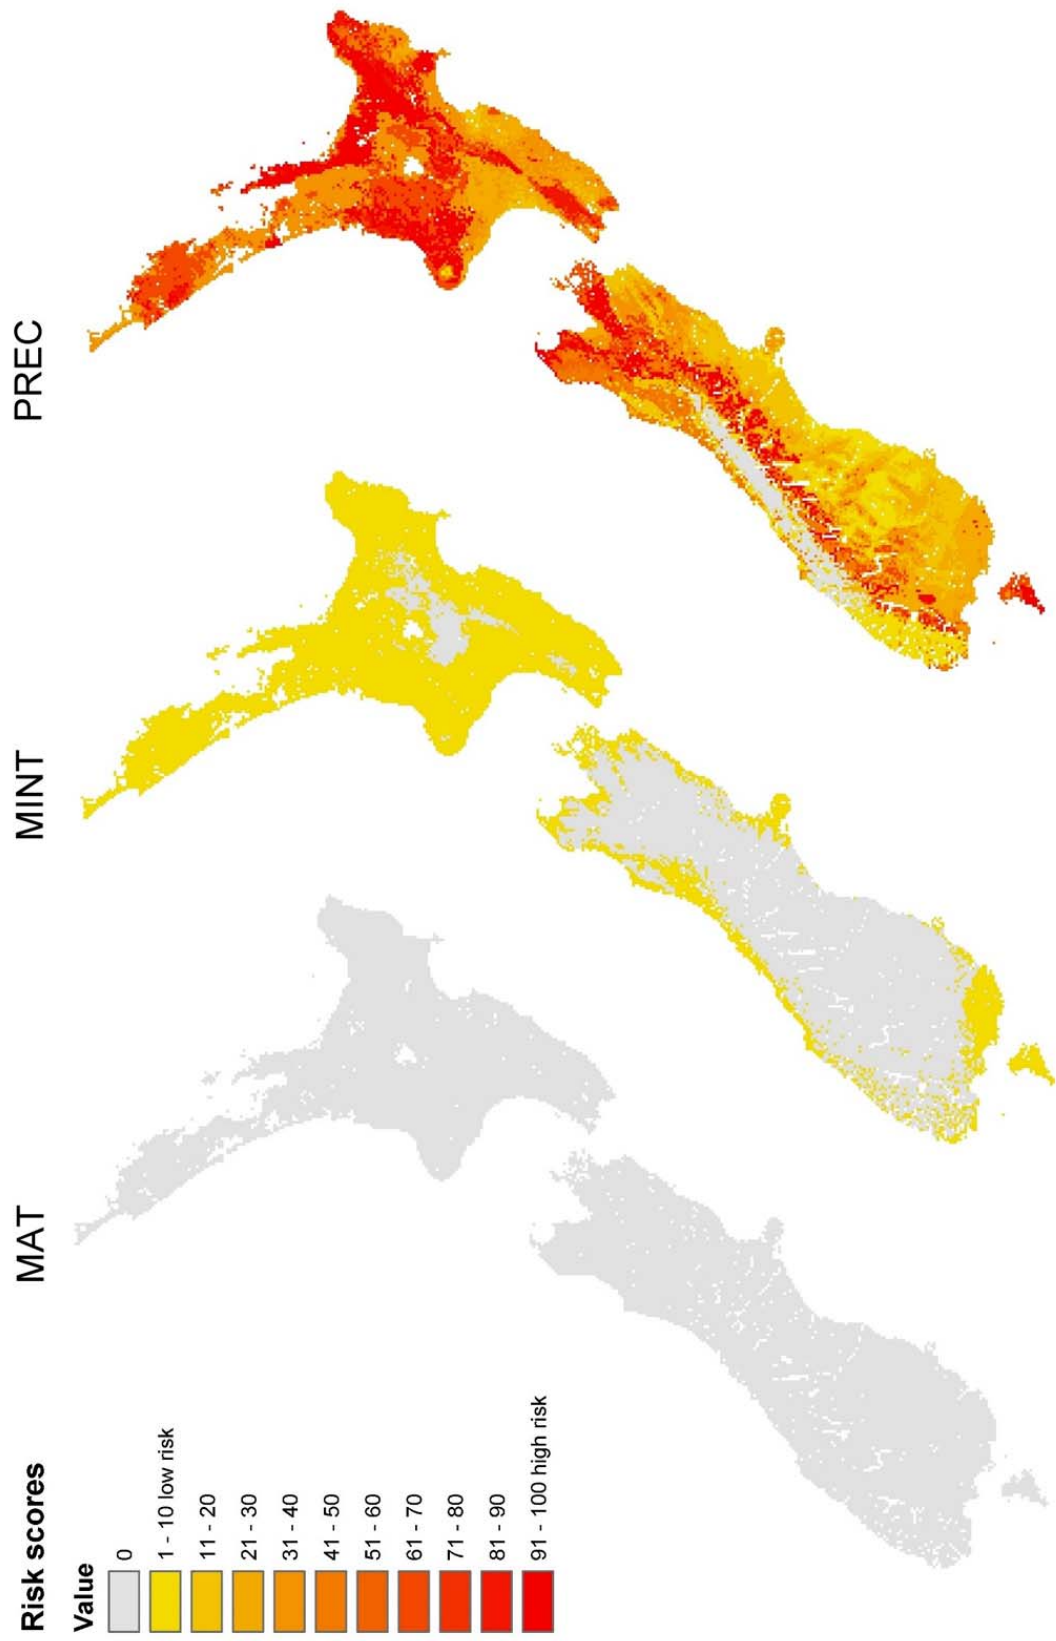 Risk scores
Value
0
1 - 10 low risk
11 - 20
21 - 30
31 - 40
41 - 50
51 - 60
61 - 70
71 - 80
81 - 90
91 - 100 high risk
MAT
MINT
PREC